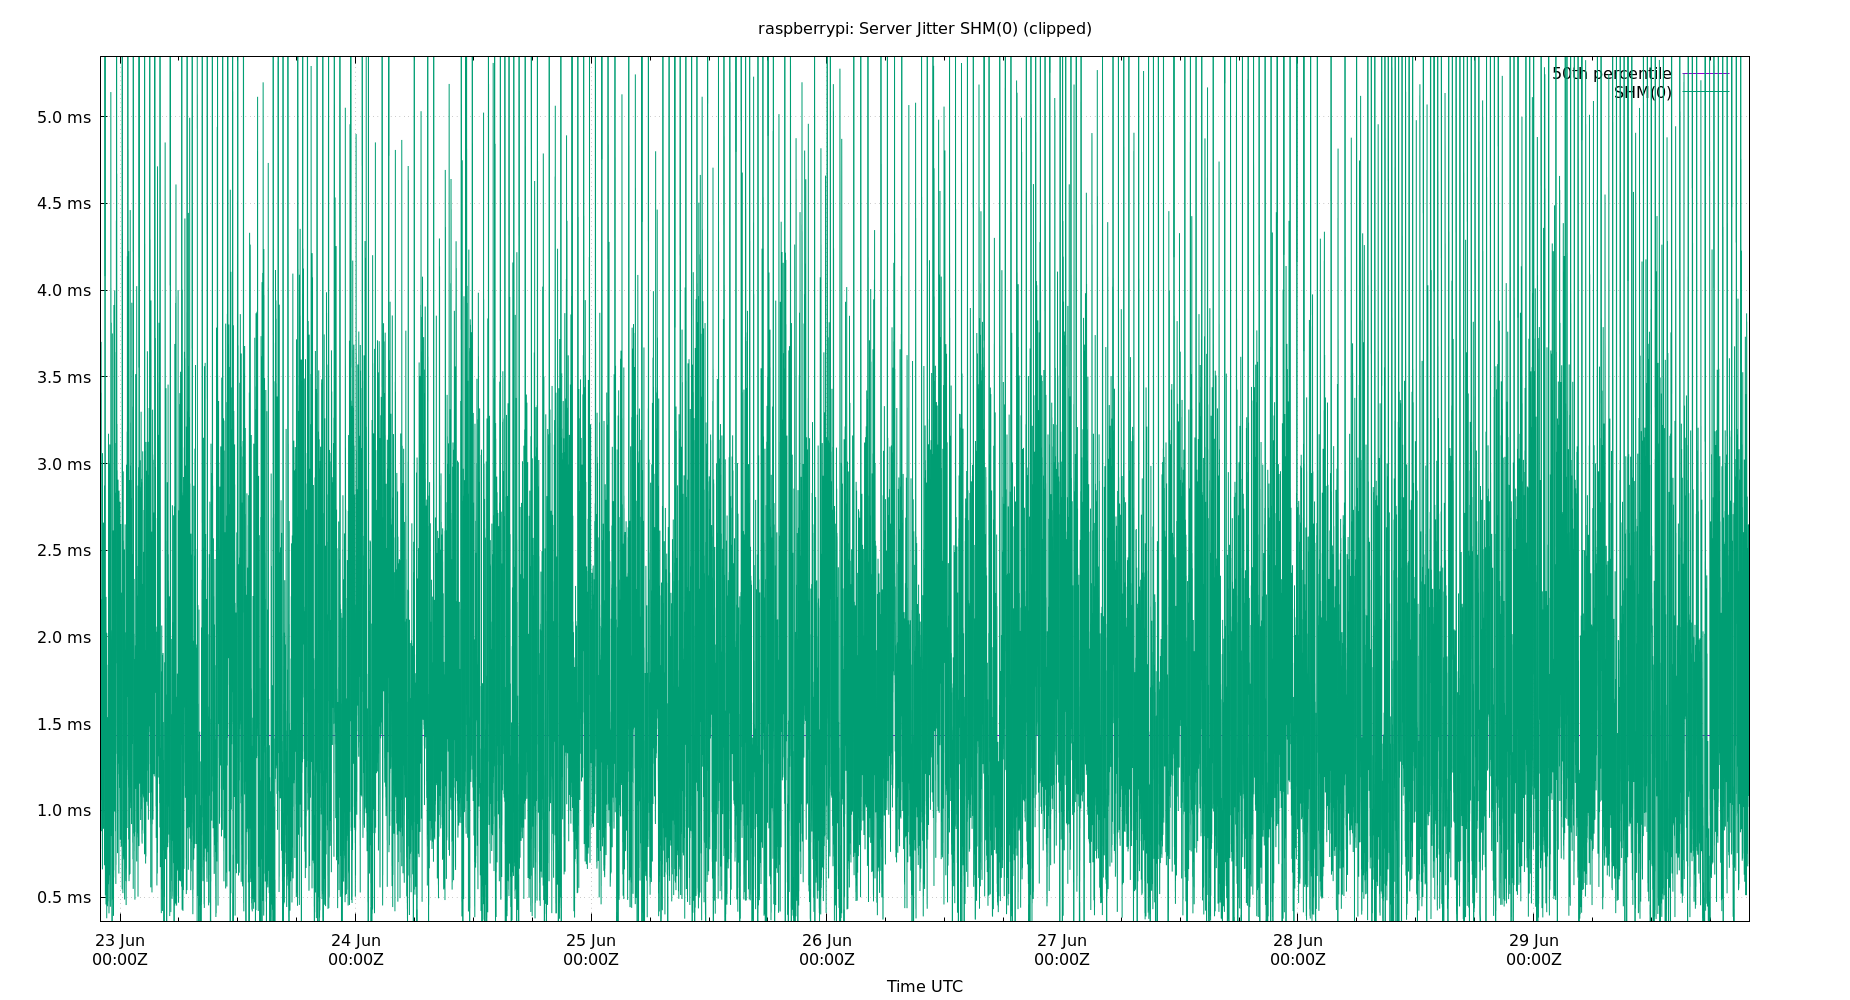 raspberrypi: Server Jitter SHM(0) (clipped)
50th percentile
SHM(0)
5.0 ms
4.5 ms
4.0 ms
3.5 ms
3.0 ms
2.5 ms
2.0 ms
1.5 ms
1.0 ms
0.5 ms
23 Jun 24 Jun 25 Jun 26 Jun 27 Jun 28 Jun 29 Jun
00:00Z 00:00Z 00:00Z 00:00Z 00:00Z 00:00Z 00:00Z
Time UTC